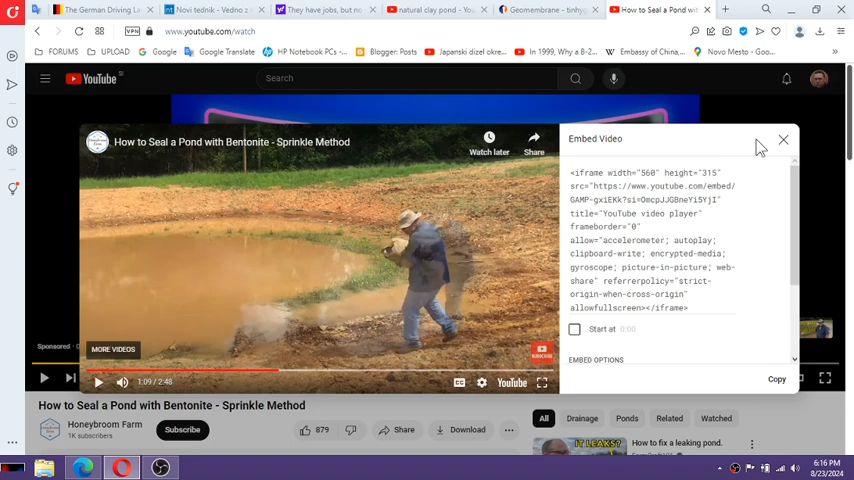 The German Driving La
Novi tednik - Vedno z n
They have jobs, but no
natural clay pond - You
Geomembrane - tinhyg
How to Seal a Pond wit
VPN
www.youtube.com/watch
FORUMS
UPLOAD
Google
Google Translate
HP Notebook PCs -
Blogger: Posts
Japanski dizel okre..
In 1999, Why a B-2..
Embassy of China,..
Novo Mesto - Goog
YouTube SI
Search
How to Seal a Pond with Bentonite - Sprinkle Method
Watch later
Share
MORE VIDEOS
SUBSCRIBE
1:09 / 2:48
CC
YouTube
Embed Video
<iframe width="560" height="315"
src="https://www.youtube.com/embed/
GAMP-gxiEKk?si=OmcpJJGBneYi5YjI"
title="YouTube video player"
frameborder="0"
allow="accelerometer; autoplay;
clipboard-write; encrypted-media;
gyroscope; picture-in-picture; web-
share" referrerpolicy="strict-
origin-when-cross-origin"
allowfullscreen></iframe>
Start at 0:00
EMBED OPTIONS
Copy
Sponsored
How to Seal a Pond with Bentonite - Sprinkle Method
Honeybroom Farm
1K subscribers
Subscribe
879
Share
Download
All
Drainage
Ponds
Related
Watched
IT LEAKS?
How to fix a leaking pond.
6:16 PM
8/23/2024